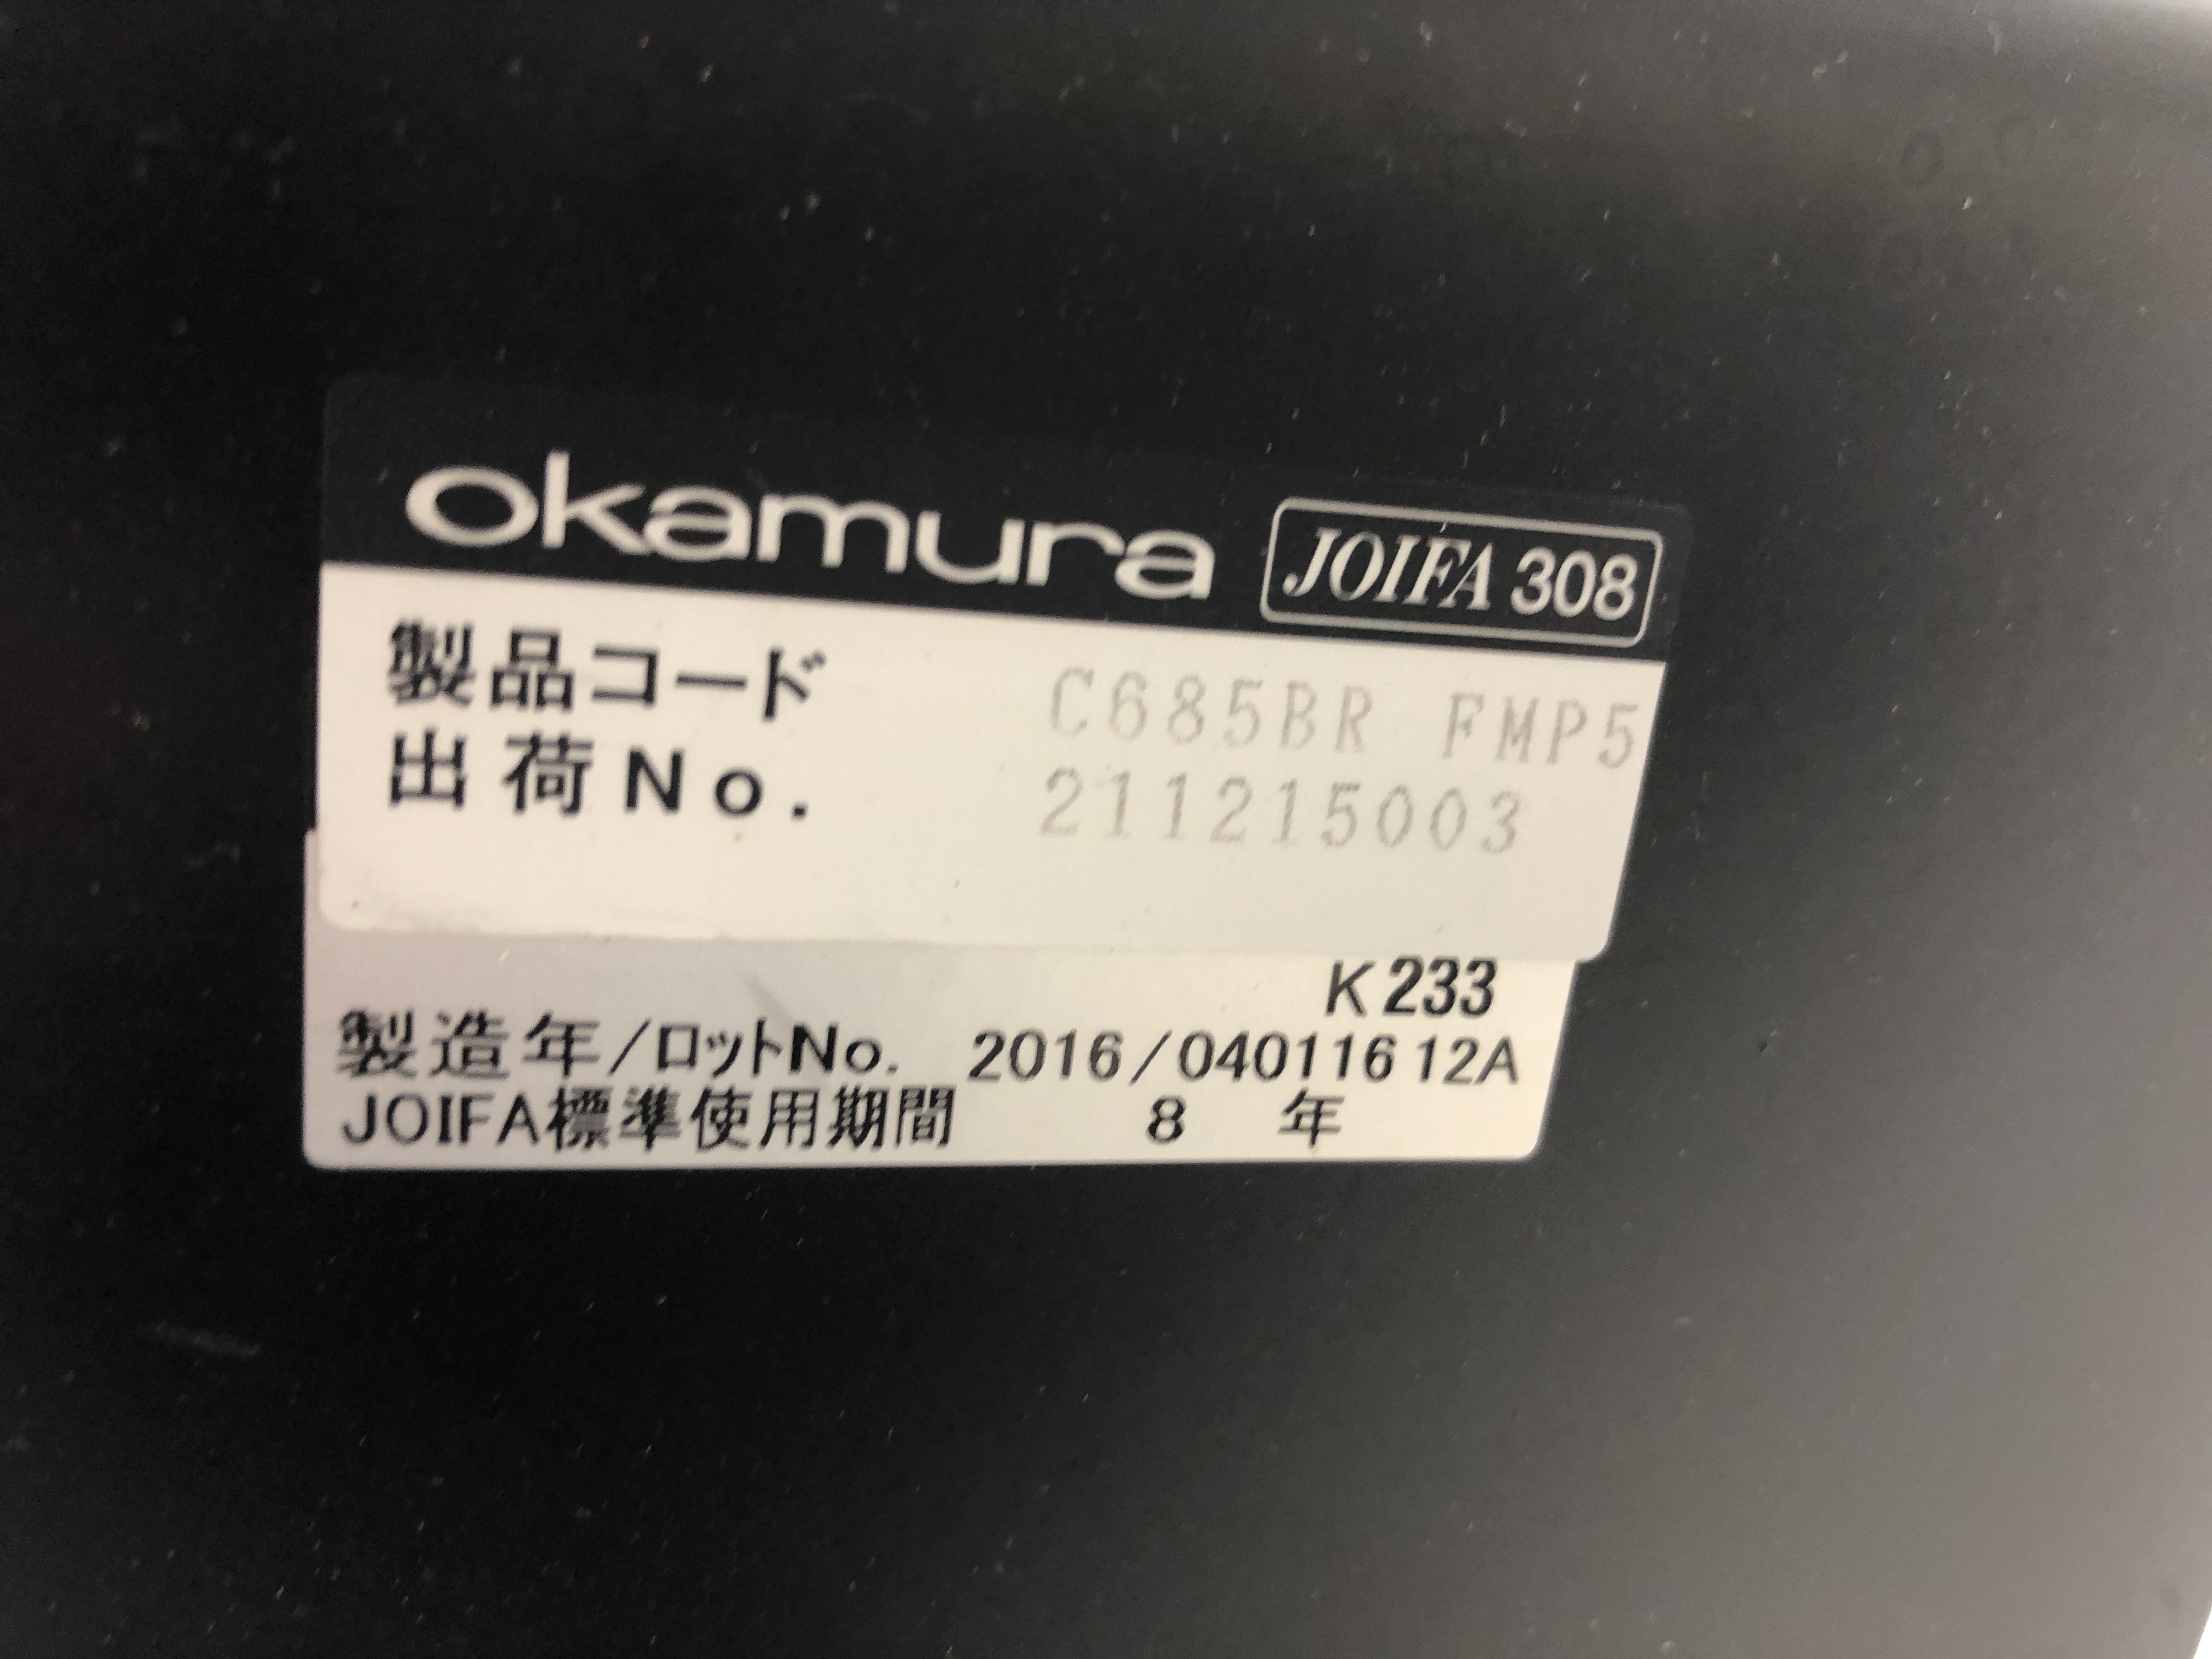 okamura JOIFA 308
製品コード C685BR FMP5
出荷No. 211215003
K233
製造年/ロットNo. 2016/04011612A
JOIFA標準使用期間 8 年